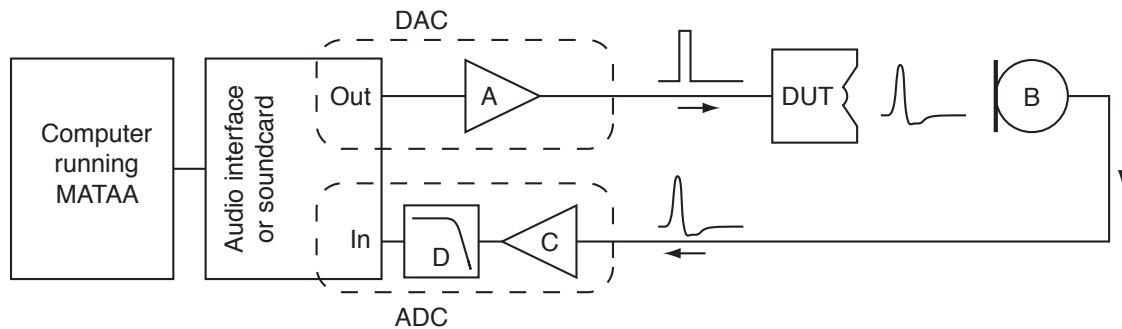 DAC
Computer
running
MATAA
Audio interface
or soundcard
Out
A
DUT
B
In
D
C
ADC